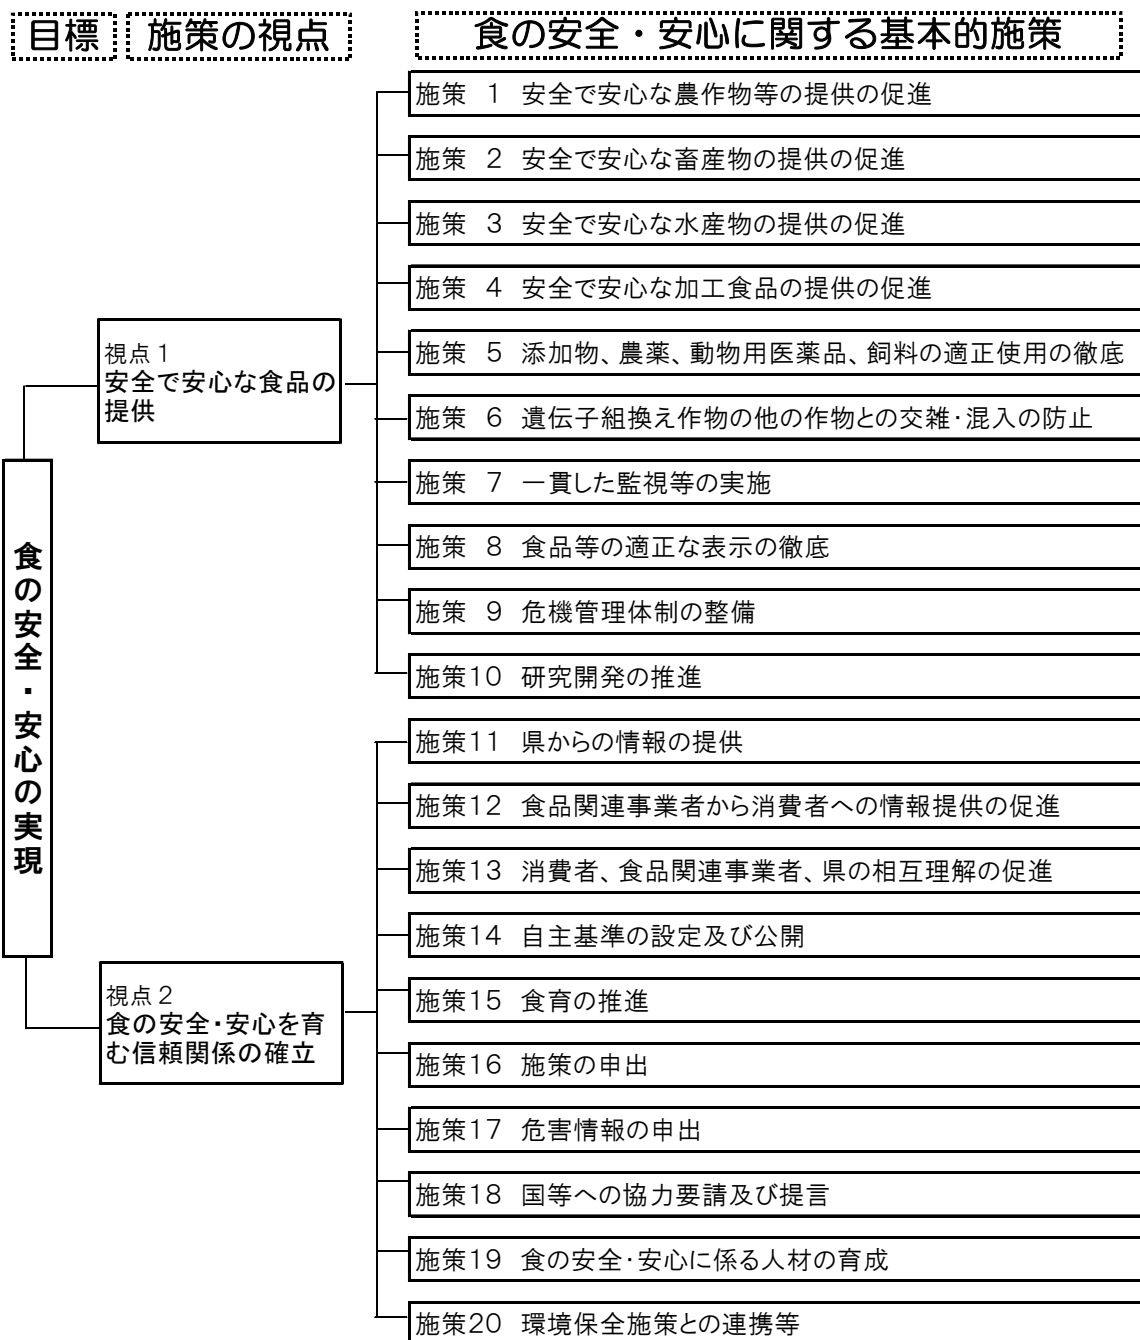 目標 施策の視点 食の安全・安心に関する基本的施策
食の安全・安心の実現
視点1
安全で安心な食品の
提供
施策 1 安全で安心な農作物等の提供の促進
施策 2 安全で安心な畜産物の提供の促進
施策 3 安全で安心な水産物の提供の促進
施策 4 安全で安心な加工食品の提供の促進
施策 5 添加物、農薬、動物用医薬品、飼料の適正使用の徹底
施策 6 遺伝子組換え作物の他の作物との交雑・混入の防止
施策 7 一貫した監視等の実施
施策 8 食品等の適正な表示の徹底
施策 9 危機管理体制の整備
施策10 研究開発の推進
視点2
食の安全・安心を育
む信頼関係の確立
施策11 県からの情報の提供
施策12 食品関連事業者から消費者への情報提供の促進
施策13 消費者、食品関連事業者、県の相互理解の促進
施策14 自主基準の設定及び公開
施策15 食育の推進
施策16 施策の申出
施策17 危害情報の申出
施策18 国等への協力要請及び提言
施策19 食の安全・安心に係る人材の育成
施策20 環境保全施策との連携等